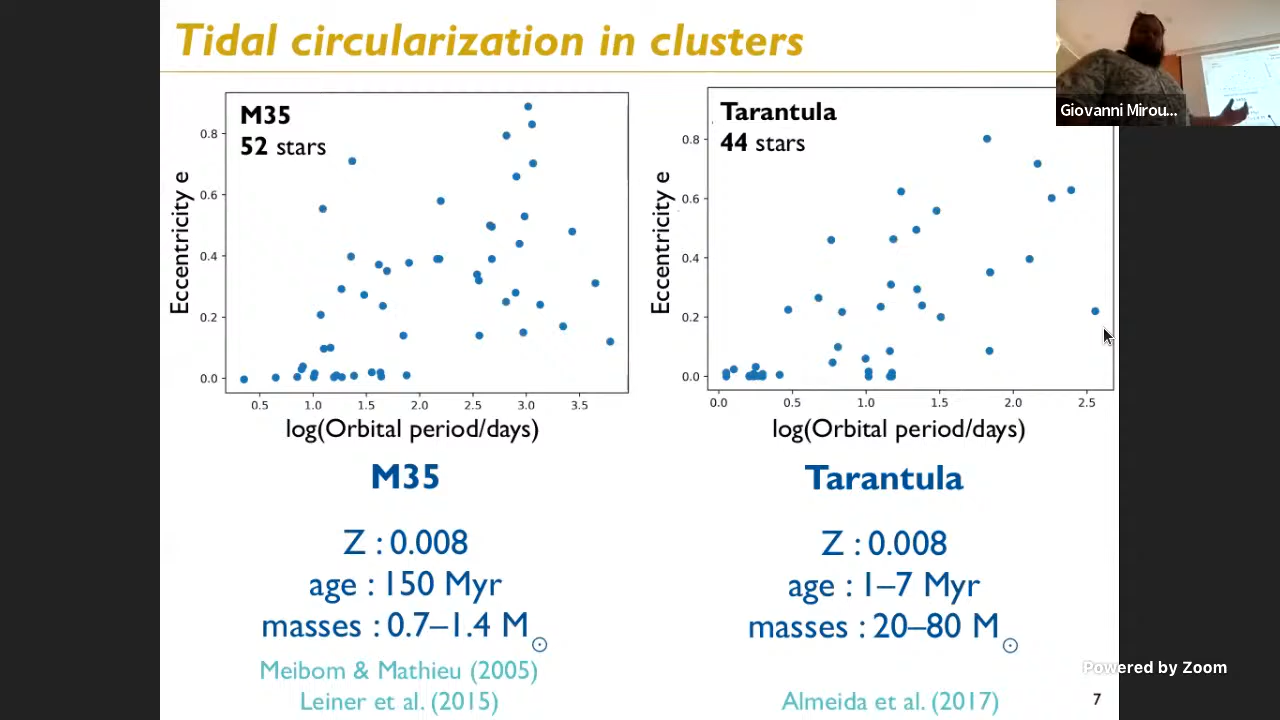 Tidal circularization in clusters
Giovanni Mirou...
M35
52 stars
Eccentricity e
0.8
0.6
0.4
0.2
0.0
0.5 1.0 1.5 2.0 2.5 3.0 3.5
log(Orbital period/days)
Tarantula
44 stars
Eccentricity e
0.8
0.6
0.4
0.2
0.0
0.0 0.5 1.0 1.5 2.0 2.5
log(Orbital period/days)
M35
Z : 0.008
age : 150 Myr
masses : 0.7–1.4 M☉
Meibom & Mathieu (2005)
Leiner et al. (2015)
Tarantula
Z : 0.008
age : 1–7 Myr
masses : 20–80 M☉
Almeida et al. (2017)
Powered by Zoom
7